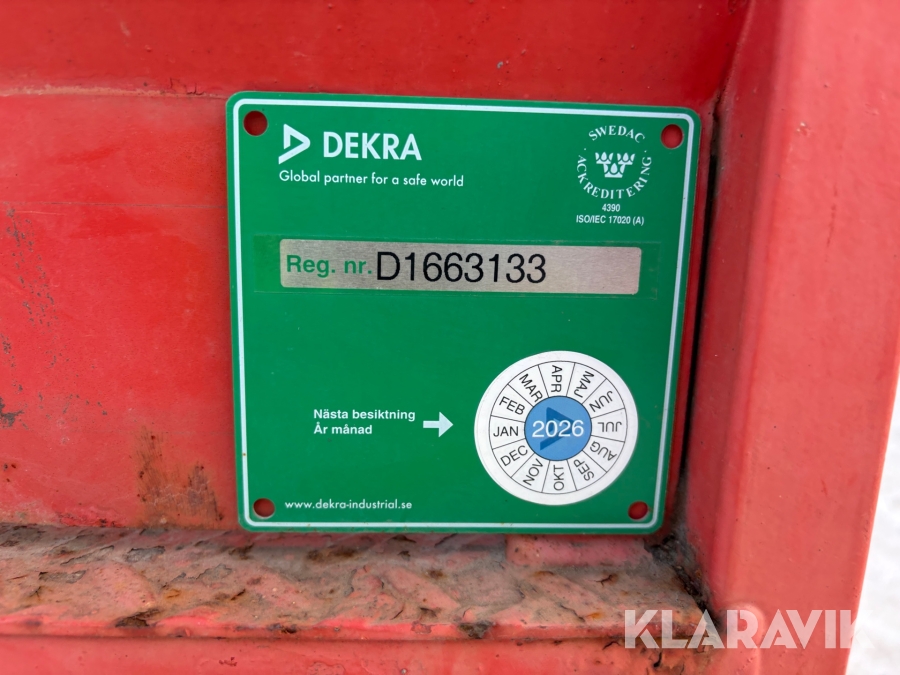 DEKRA
Global partner for a safe world
SWEDAC
ACKREDITERING
4390
ISO/IEC 17020 (A)
Reg. nr. D1663133
Nästa besiktning
År månad
JAN
FEB
MAR
APR
MAJ
JUN
JUL
AUG
SEP
OKT
NOV
DEC
2026
www.dekra-industrial.se
KLARAVIK